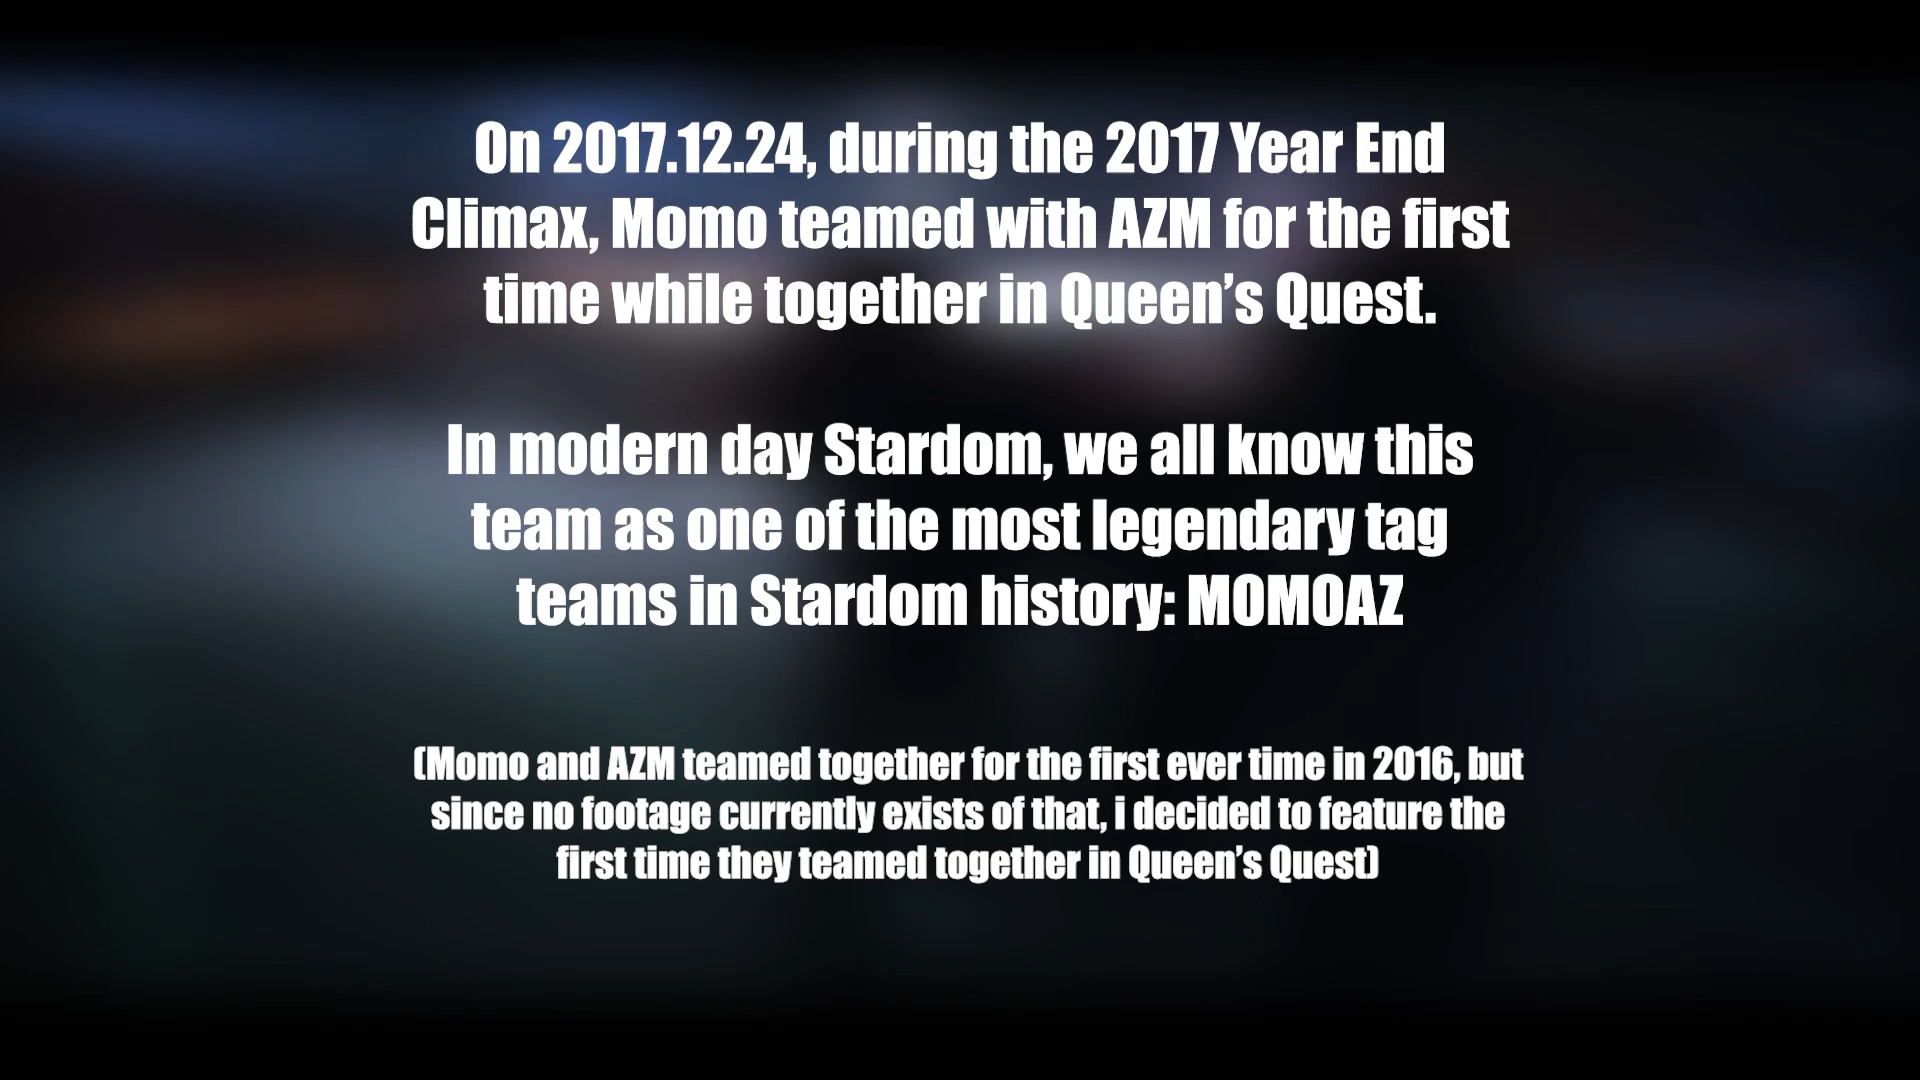 On 2017.12.24, during the 2017 Year End
Climax, Momo teamed with AZM for the first
time while together in Queen’s Quest.
In modern day Stardom, we all know this
team as one of the most legendary tag
teams in Stardom history: MOMOAZ
(Momo and AZM teamed together for the first ever time in 2016, but
since no footage currently exists of that, i decided to feature the
first time they teamed together in Queen’s Quest)